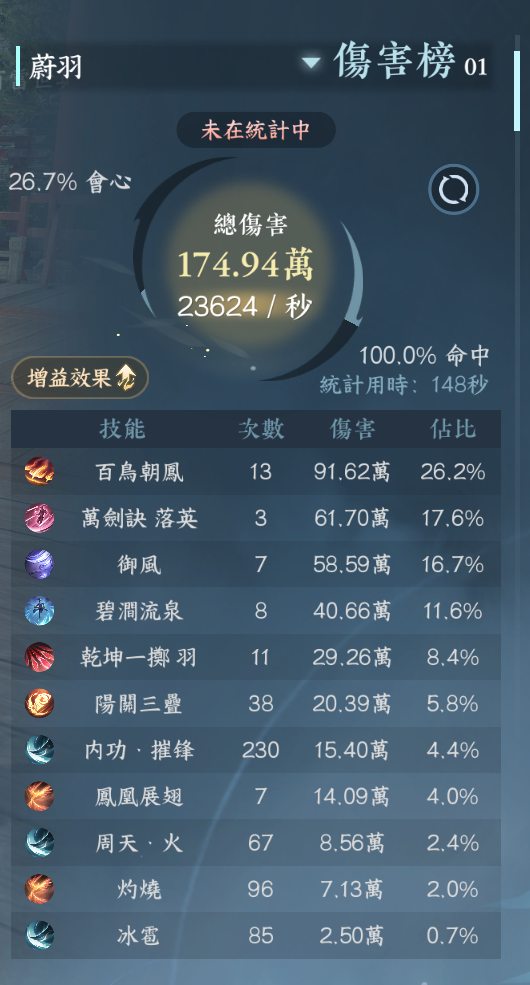 蔚羽
傷害榜 01
未在統計中
26.7% 會心
總傷害
174.94萬
23624 / 秒
100.0% 命中
增益效果
統計用時：148秒
技能 次數 傷害 佔比
百鳥朝鳳 13 91.62萬 26.2%
萬劍訣 落英 3 61.70萬 17.6%
御風 7 58.59萬 16.7%
碧澗流泉 8 40.66萬 11.6%
乾坤一擲 羽 11 29.26萬 8.4%
陽關三疊 38 20.39萬 5.8%
內功·摧锋 230 15.40萬 4.4%
鳳凰展翅 7 14.09萬 4.0%
周天·火 67 8.56萬 2.4%
灼燒 96 7.13萬 2.0%
冰雹 85 2.50萬 0.7%